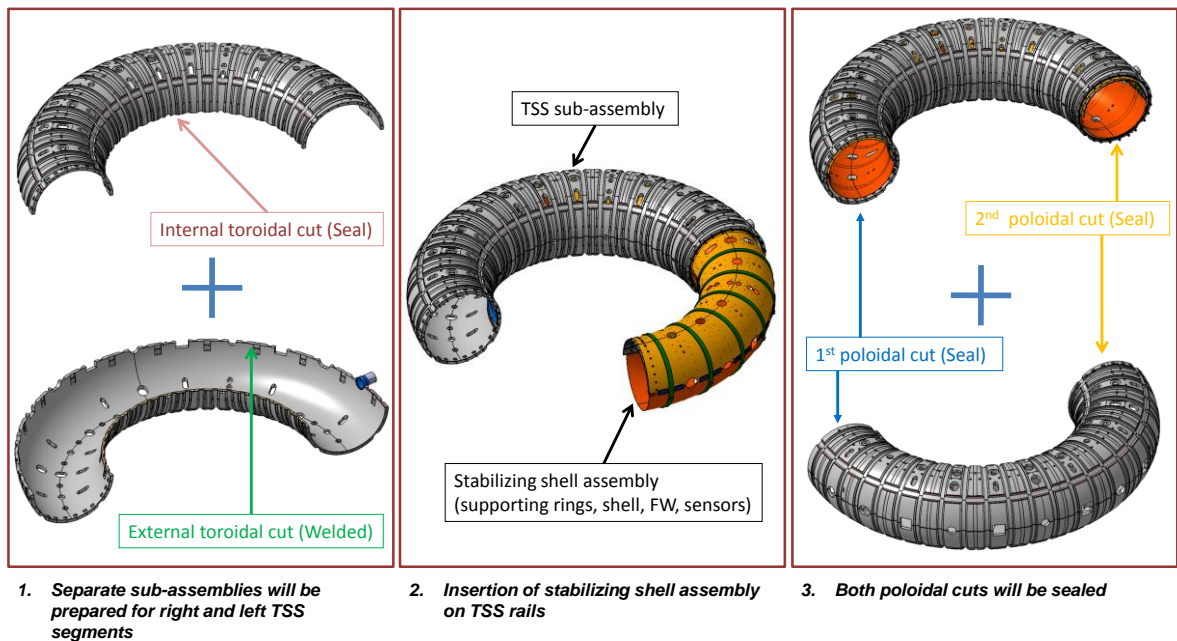 Internal toroidal cut (Seal)
External toroidal cut (Welded)
1. Separate sub-assemblies will be
prepared for right and left TSS
segments
TSS sub-assembly
Stabilizing shell assembly
(supporting rings, shell, FW, sensors)
2. Insertion of stabilizing shell assembly
on TSS rails
2nd poloidal cut (Seal)
1st poloidal cut (Seal)
3. Both poloidal cuts will be sealed